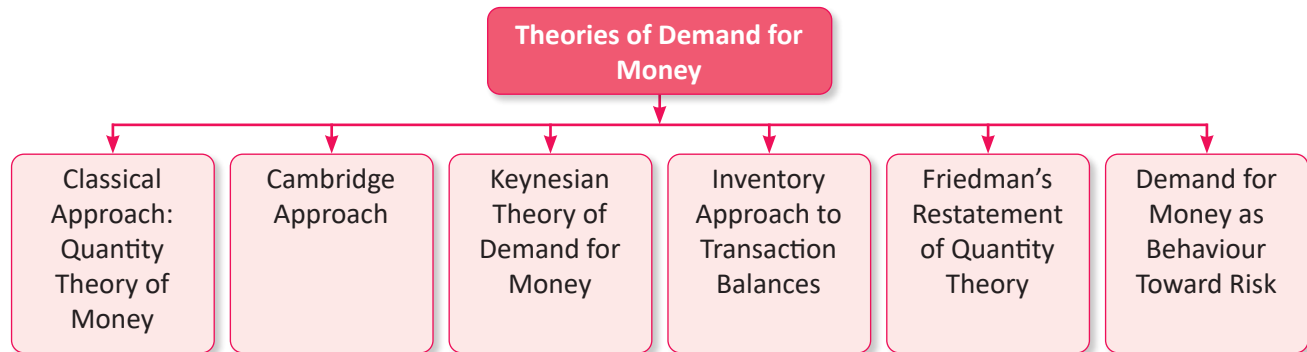 Theories of Demand for
Money
Classical
Approach:
Quantity
Theory of
Money
Cambridge
Approach
Keynesian
Theory of
Demand for
Money
Inventory
Approach to
Transaction
Balances
Friedman’s
Restatement
of Quantity
Theory
Demand for
Money as
Behaviour
Toward Risk